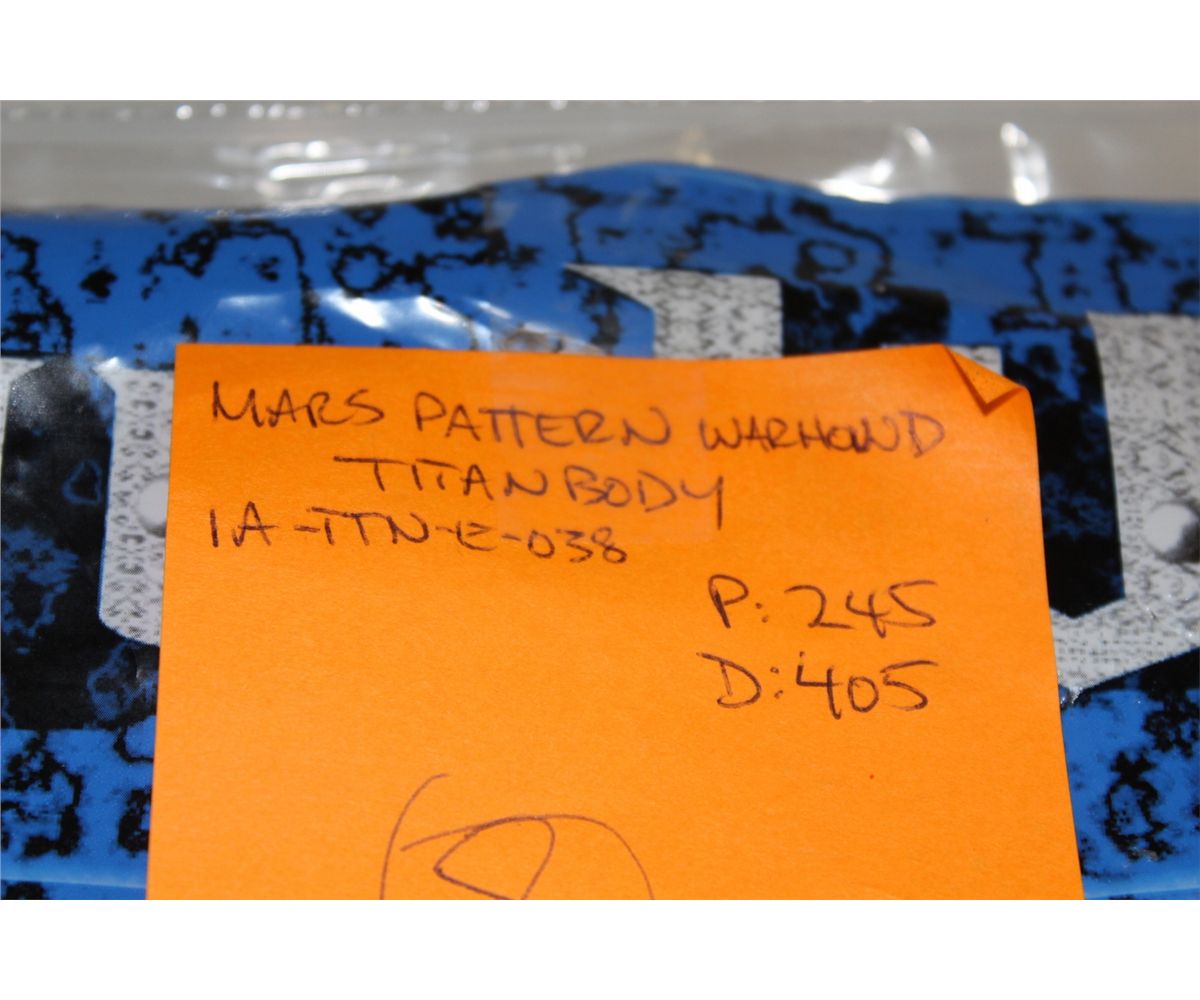 MARS PATTERN WARHOUND
TITAN BODY
IA-TTN-E-038
P: 245
D: 405